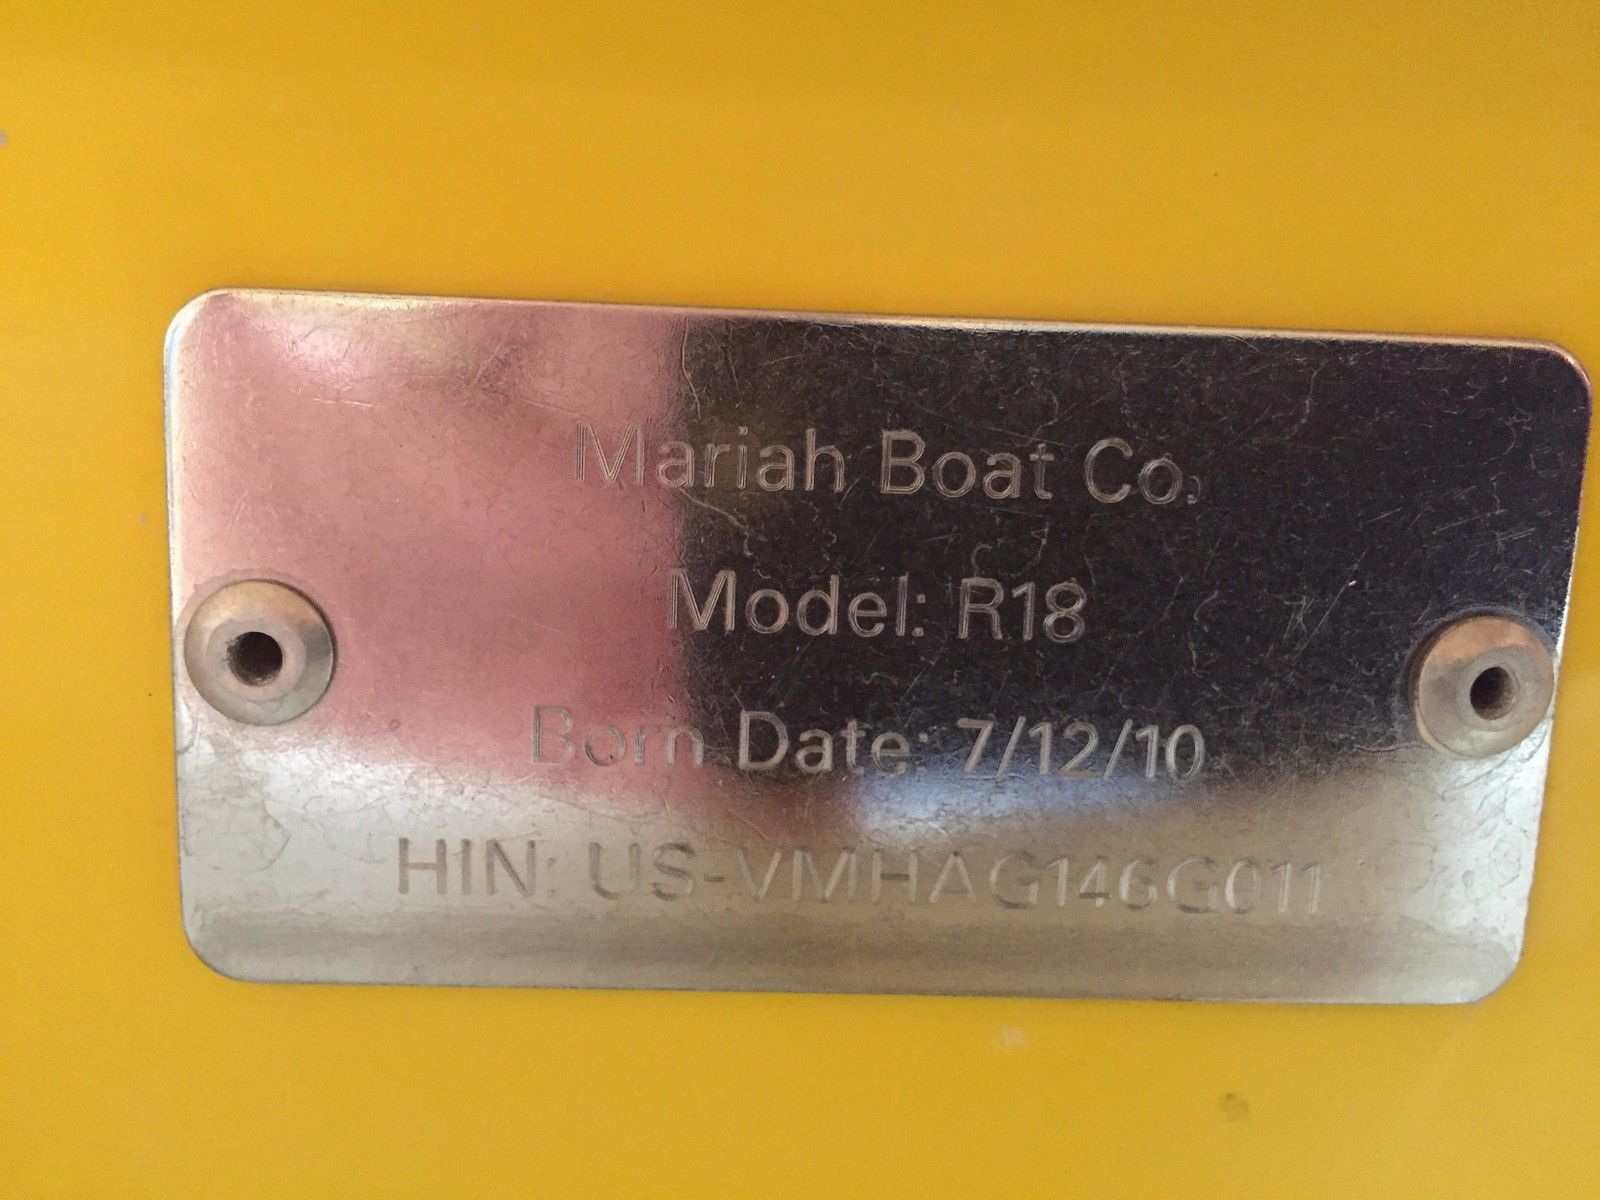 Mariah Boat Co.
Model: R18
Born Date: 7/12/10
HIN: US-VMHAG146G011